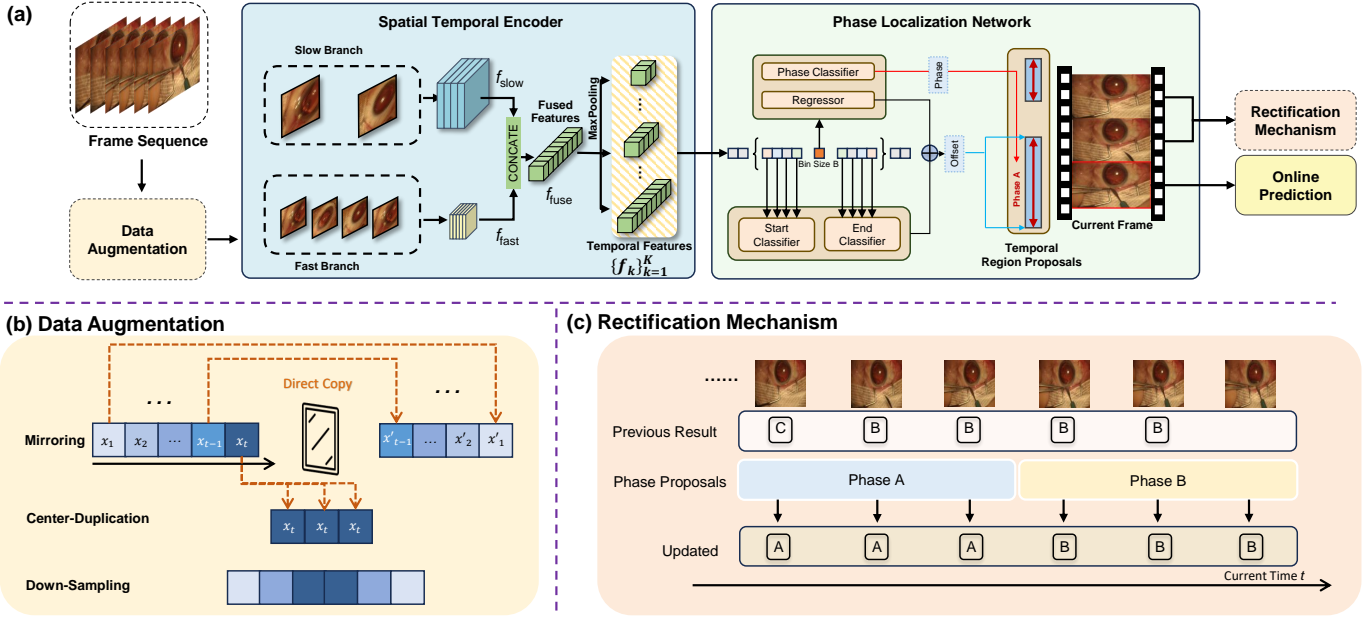 (a)
Spatial Temporal Encoder
Phase Localization Network
Frame Sequence
Data
Augmentation
Slow Branch
Fast Branch
f_slow
f_fast
CONCATE
Fused
Features
f_fuse
MaxPooling
Temporal Features
{f_k}_{k=1}^K
Phase Classifier
Regressor
Bin Size B
Start
Classifier
End
Classifier
Phase
Offset
Phase A
Temporal
Region Proposals
Current Frame
Rectification
Mechanism
Online
Prediction
(b) Data Augmentation
Direct Copy
...
...
Mirroring
x_1 x_2 ... x_{t-1} x_t
x'_{t-1} ... x'_2 x'_1
Center-Duplication
x_t x_t x_t
Down-Sampling
(c) Rectification Mechanism
......
Previous Result
C B B B B
Phase Proposals
Phase A Phase B
Updated
A A A B B B
Current Time t